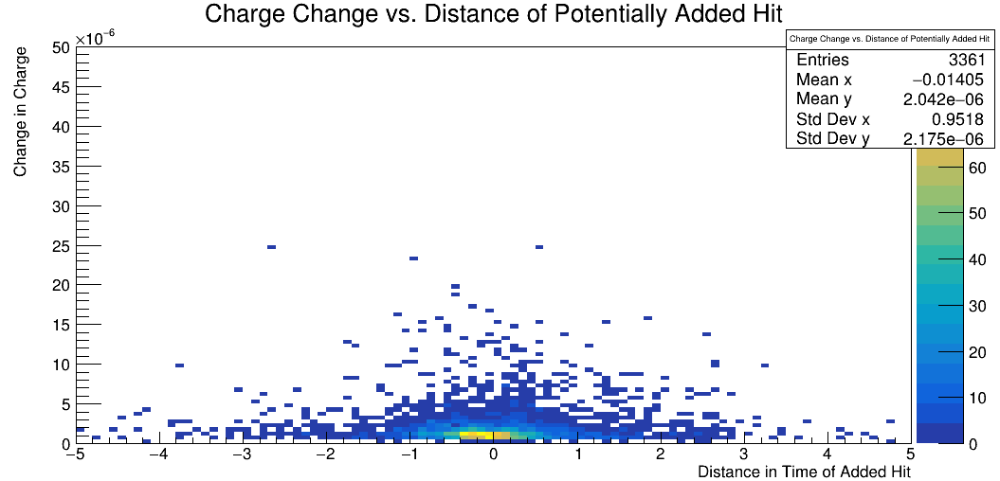 Charge Change vs. Distance of Potentially Added Hit
×10−6
Change in Charge
50
45
40
35
30
25
20
15
10
5
0
−5 −4 −3 −2 −1 0 1 2 3 4 5
Distance in Time of Added Hit
Charge Change vs. Distance of Potentially Added Hit
Entries 3361
Mean x −0.01405
Mean y 2.042e−06
Std Dev x 0.9518
Std Dev y 2.175e−06
60
50
40
30
20
10
0